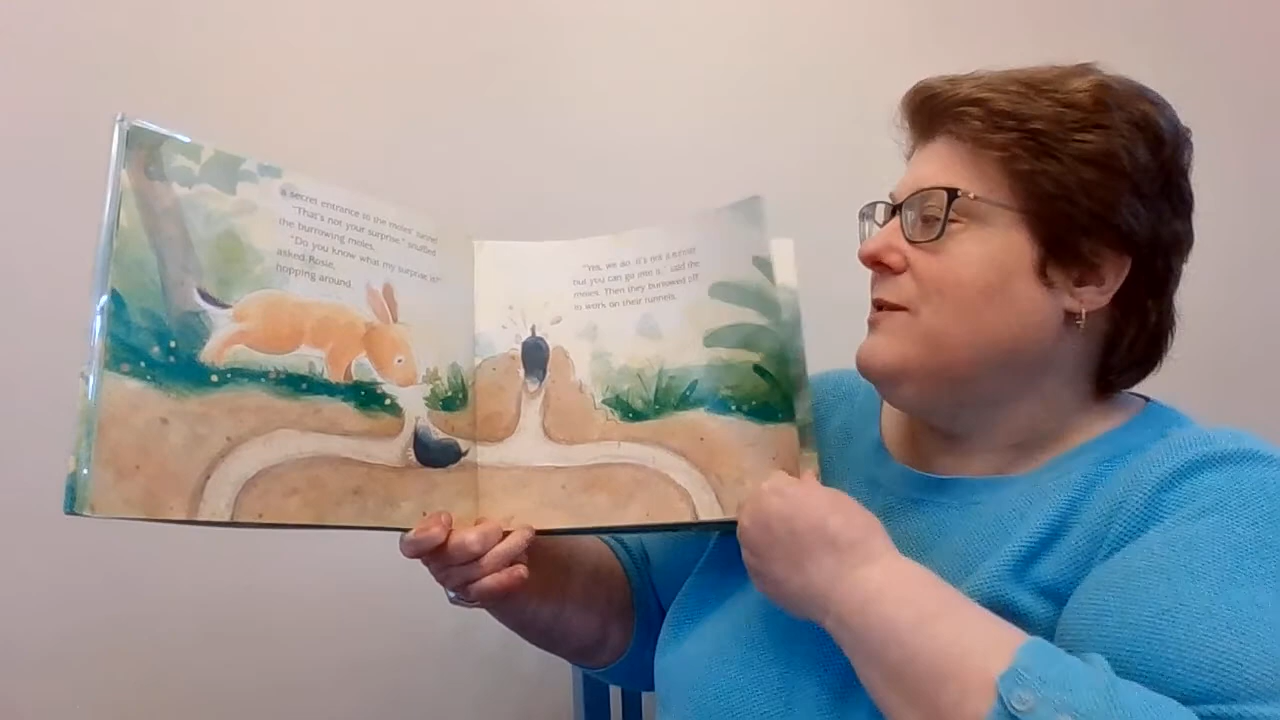 a secret entrance to the moles' tunnel
"That's not your surprise," snuffled
the burrowing moles.
"Do you know what my surprise is?"
asked Rosie,
hopping around.
"Yes, we do. It's not a tunnel
but you can go into it," said the
moles. Then they burrowed off
to work on their tunnels.